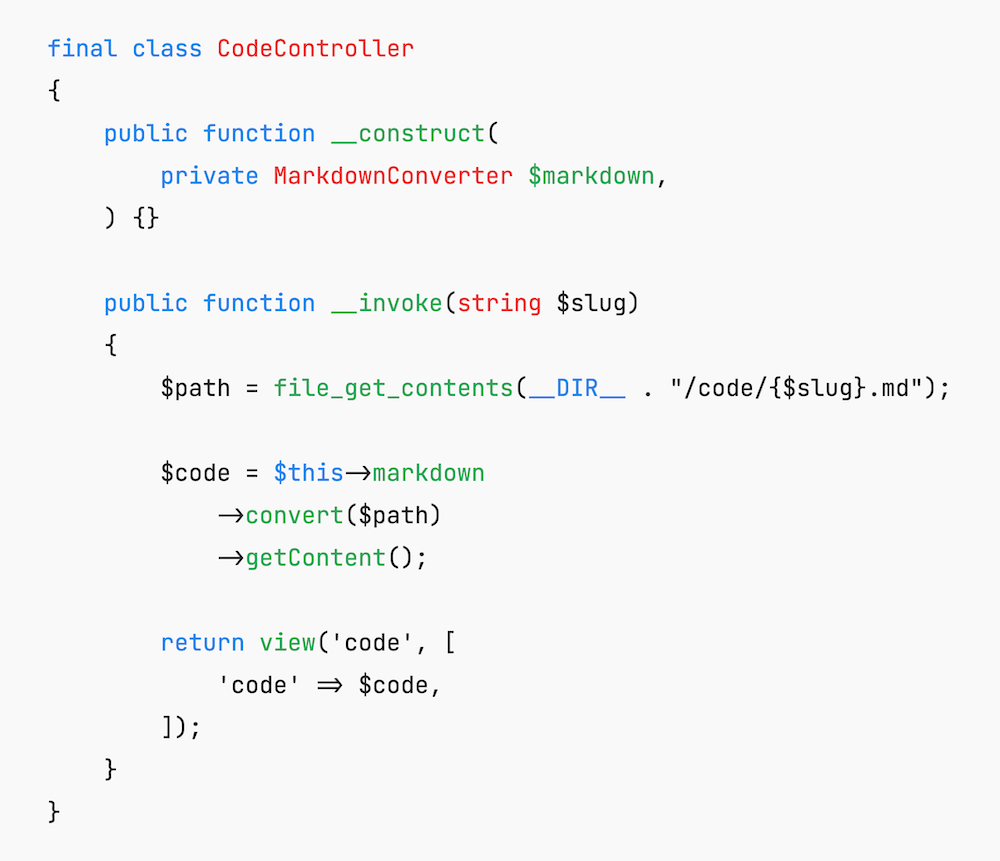 final class CodeController
{
    public function __construct(
        private MarkdownConverter $markdown,
    ) {}

    public function __invoke(string $slug)
    {
        $path = file_get_contents(__DIR__ . "/code/{$slug}.md");

        $code = $this->markdown
            ->convert($path)
            ->getContent();

        return view('code', [
            'code' => $code,
        ]);
    }
}